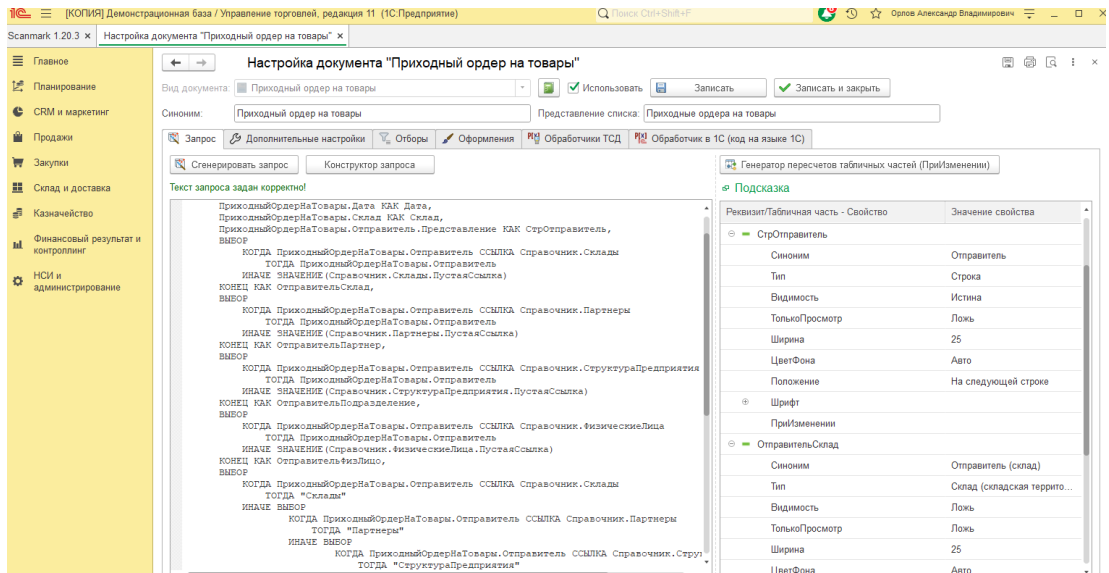 [КОПИЯ] Демонстрационная база / Управление торговлей, редакция 11 (1С:Предприятие)
Поиск Ctrl+Shift+F
Орлов Александр Владимирович
Scanmark 1.20.3 ×
Настройка документа "Приходный ордер на товары" ×
Главное
Планирование
CRM и маркетинг
Продажи
Закупки
Склад и доставка
Казначейство
Финансовый результат и
контроллинг
НСИ и
администрирование
Настройка документа "Приходный ордер на товары"
Вид документа: Приходный ордер на товары
Использовать
Записать
Записать и закрыть
Синоним: Приходный ордер на товары
Представление списка: Приходные ордера на товары
Запрос
Дополнительные настройки
Отборы
Оформления
Обработчики ТСД
Обработчик в 1С (код на языке 1С)
Сгенерировать запрос
Конструктор запроса
Текст запроса задан корректно!
ПриходныйОрдерНаТовары.Дата КАК Дата,
ПриходныйОрдерНаТовары.Склад КАК Склад,
ПриходныйОрдерНаТовары.Отправитель.Представление КАК СтрОтправитель,
ВЫБОР
КОГДА ПриходныйОрдерНаТовары.Отправитель ССЫЛКА Справочник.Склады
ТОГДА ПриходныйОрдерНаТовары.Отправитель
ИНАЧЕ ЗНАЧЕНИЕ(Справочник.Склады.ПустаяСсылка)
КОНЕЦ КАК ОтправительСклад,
ВЫБОР
КОГДА ПриходныйОрдерНаТовары.Отправитель ССЫЛКА Справочник.Партнеры
ТОГДА ПриходныйОрдерНаТовары.Отправитель
ИНАЧЕ ЗНАЧЕНИЕ(Справочник.Партнеры.ПустаяСсылка)
КОНЕЦ КАК ОтправительПартнер,
ВЫБОР
КОГДА ПриходныйОрдерНаТовары.Отправитель ССЫЛКА Справочник.СтруктураПредприятия
ТОГДА ПриходныйОрдерНаТовары.Отправитель
ИНАЧЕ ЗНАЧЕНИЕ(Справочник.СтруктураПредприятия.ПустаяСсылка)
КОНЕЦ КАК ОтправительПодразделение,
ВЫБОР
КОГДА ПриходныйОрдерНаТовары.Отправитель ССЫЛКА Справочник.ФизическиеЛица
ТОГДА ПриходныйОрдерНаТовары.Отправитель
ИНАЧЕ ЗНАЧЕНИЕ(Справочник.ФизическиеЛица.ПустаяСсылка)
КОНЕЦ КАК ОтправительФизЛицо,
ВЫБОР
КОГДА ПриходныйОрдерНаТовары.Отправитель ССЫЛКА Справочник.Склады
ТОГДА "Склады"
ИНАЧЕ ВЫБОР
КОГДА ПриходныйОрдерНаТовары.Отправитель ССЫЛКА Справочник.Партнеры
ТОГДА "Партнеры"
ИНАЧЕ ВЫБОР
КОГДА ПриходныйОрдерНаТовары.Отправитель ССЫЛКА Справочник.Струк
ТОГДА "СтруктураПредприятия"
Генератор пересчетов табличных частей (ПриИзменении)
Подсказка
Реквизит/Табличная часть - Свойство Значение свойства
СтрОтправитель
Синоним Отправитель
Тип Строка
Видимость Истина
ТолькоПросмотр Ложь
Ширина 25
ЦветФона Авто
Положение На следующей строке
Шрифт
ПриИзменении
ОтправительСклад
Синоним Отправитель (склад)
Тип Склад (складская террито...
Видимость Ложь
ТолькоПросмотр Ложь
Ширина 25
ЦветФона Авто